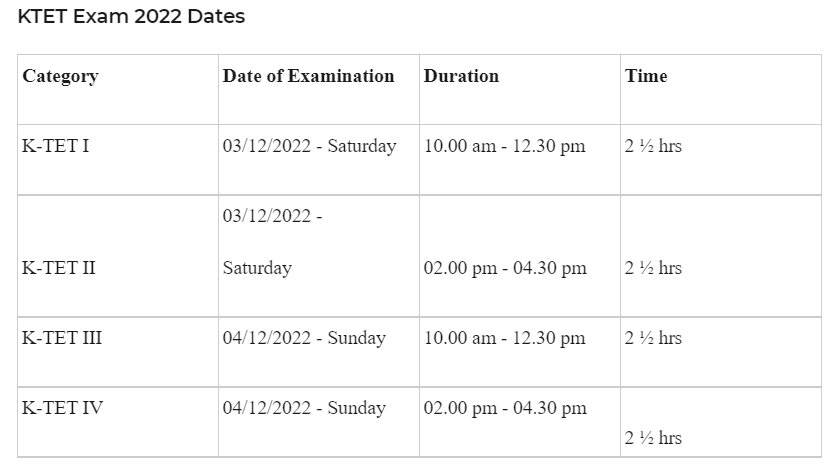 KTET Exam 2022 Dates
Category Date of Examination Duration Time
K-TET I 03/12/2022 - Saturday 10.00 am - 12.30 pm 2 ½ hrs
03/12/2022 -
K-TET II Saturday 02.00 pm - 04.30 pm 2 ½ hrs
K-TET III 04/12/2022 - Sunday 10.00 am - 12.30 pm 2 ½ hrs
K-TET IV 04/12/2022 - Sunday 02.00 pm - 04.30 pm
2 ½ hrs